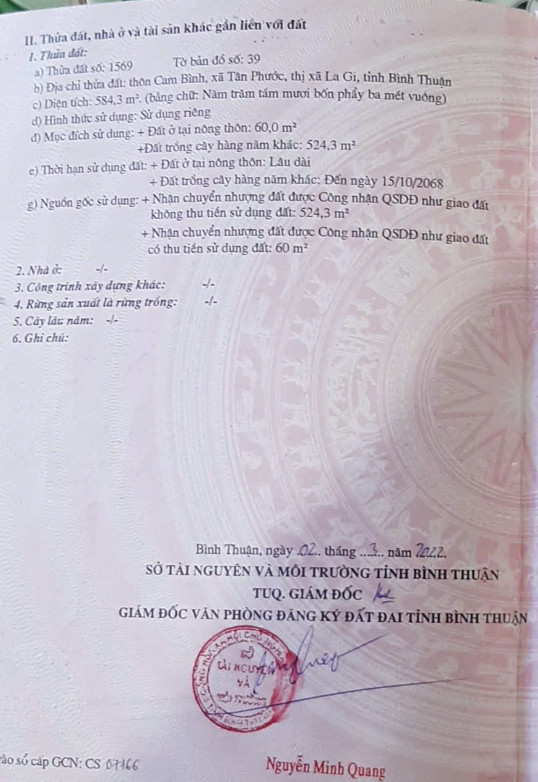 II. Thửa đất, nhà ở và tài sản khác gắn liền với đất
1. Thửa đất:
a) Thửa đất số: 1569 Tờ bản đồ số: 39
b) Địa chỉ thửa đất: thôn Cam Bình, xã Tân Phước, thị xã La Gi, tỉnh Bình Thuận
c) Diện tích: 584,3 m². (bằng chữ: Năm trăm tám mươi bốn phẩy ba mét vuông)
d) Hình thức sử dụng: Sử dụng riêng
đ) Mục đích sử dụng: + Đất ở tại nông thôn: 60,0 m²
+Đất trồng cây hàng năm khác: 524,3 m²
e) Thời hạn sử dụng đất: + Đất ở tại nông thôn: Lâu dài
+ Đất trồng cây hàng năm khác: Đến ngày 15/10/2068
g) Nguồn gốc sử dụng: + Nhận chuyển nhượng đất được Công nhận QSDĐ như giao đất
không thu tiền sử dụng đất: 524,3 m²
+ Nhận chuyển nhượng đất được Công nhận QSDĐ như giao đất
có thu tiền sử dụng đất: 60 m²
2. Nhà ở: -/-
3. Công trình xây dựng khác: -/-
4. Rừng sản xuất là rừng trồng: -/-
5. Cây lâu năm: -/-
6. Ghi chú:
Bình Thuận, ngày .02.. tháng ...3... năm 2022.
SỞ TÀI NGUYÊN VÀ MÔI TRƯỜNG TỈNH BÌNH THUẬN
TUQ. GIÁM ĐỐC
GIÁM ĐỐC VĂN PHÒNG ĐĂNG KÝ ĐẤT ĐAI TỈNH BÌNH THUẬN
SỞ
TÀI NGUYÊN
VÀ
MÔI TRƯỜNG
vào sổ cấp GCN: CS 07166
Nguyễn Minh Quang